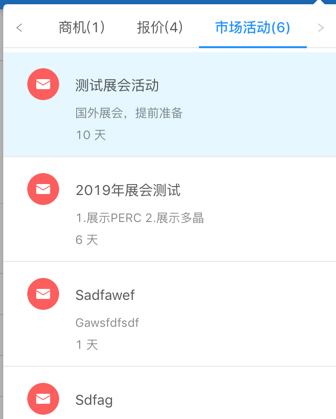 商机(1) 报价(4) 市场活动(6)
测试展会活动
国外展会，提前准备
10 天
2019年展会测试
1.展示PERC 2.展示多晶
6 天
Sadfawef
Gawsfdfsdf
1 天
Sdfag